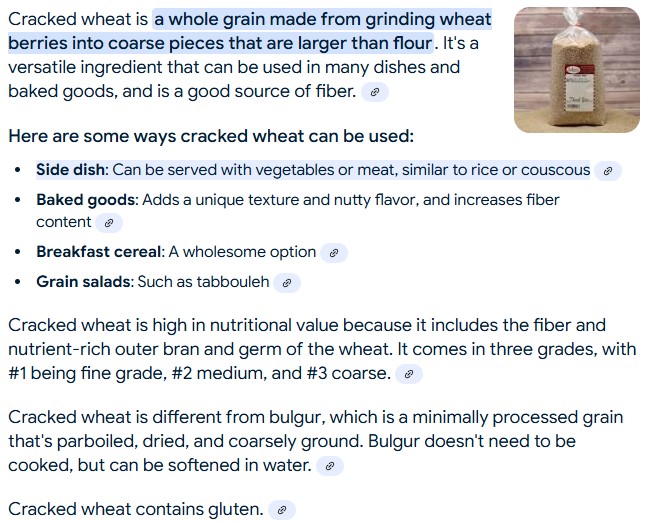 Cracked wheat is a whole grain made from grinding wheat
berries into coarse pieces that are larger than flour. It's a
versatile ingredient that can be used in many dishes and
baked goods, and is a good source of fiber.
Here are some ways cracked wheat can be used:
• Side dish: Can be served with vegetables or meat, similar to rice or couscous
• Baked goods: Adds a unique texture and nutty flavor, and increases fiber
content
• Breakfast cereal: A wholesome option
• Grain salads: Such as tabbouleh
Cracked wheat is high in nutritional value because it includes the fiber and
nutrient-rich outer bran and germ of the wheat. It comes in three grades, with
#1 being fine grade, #2 medium, and #3 coarse.
Cracked wheat is different from bulgur, which is a minimally processed grain
that's parboiled, dried, and coarsely ground. Bulgur doesn't need to be
cooked, but can be softened in water.
Cracked wheat contains gluten.